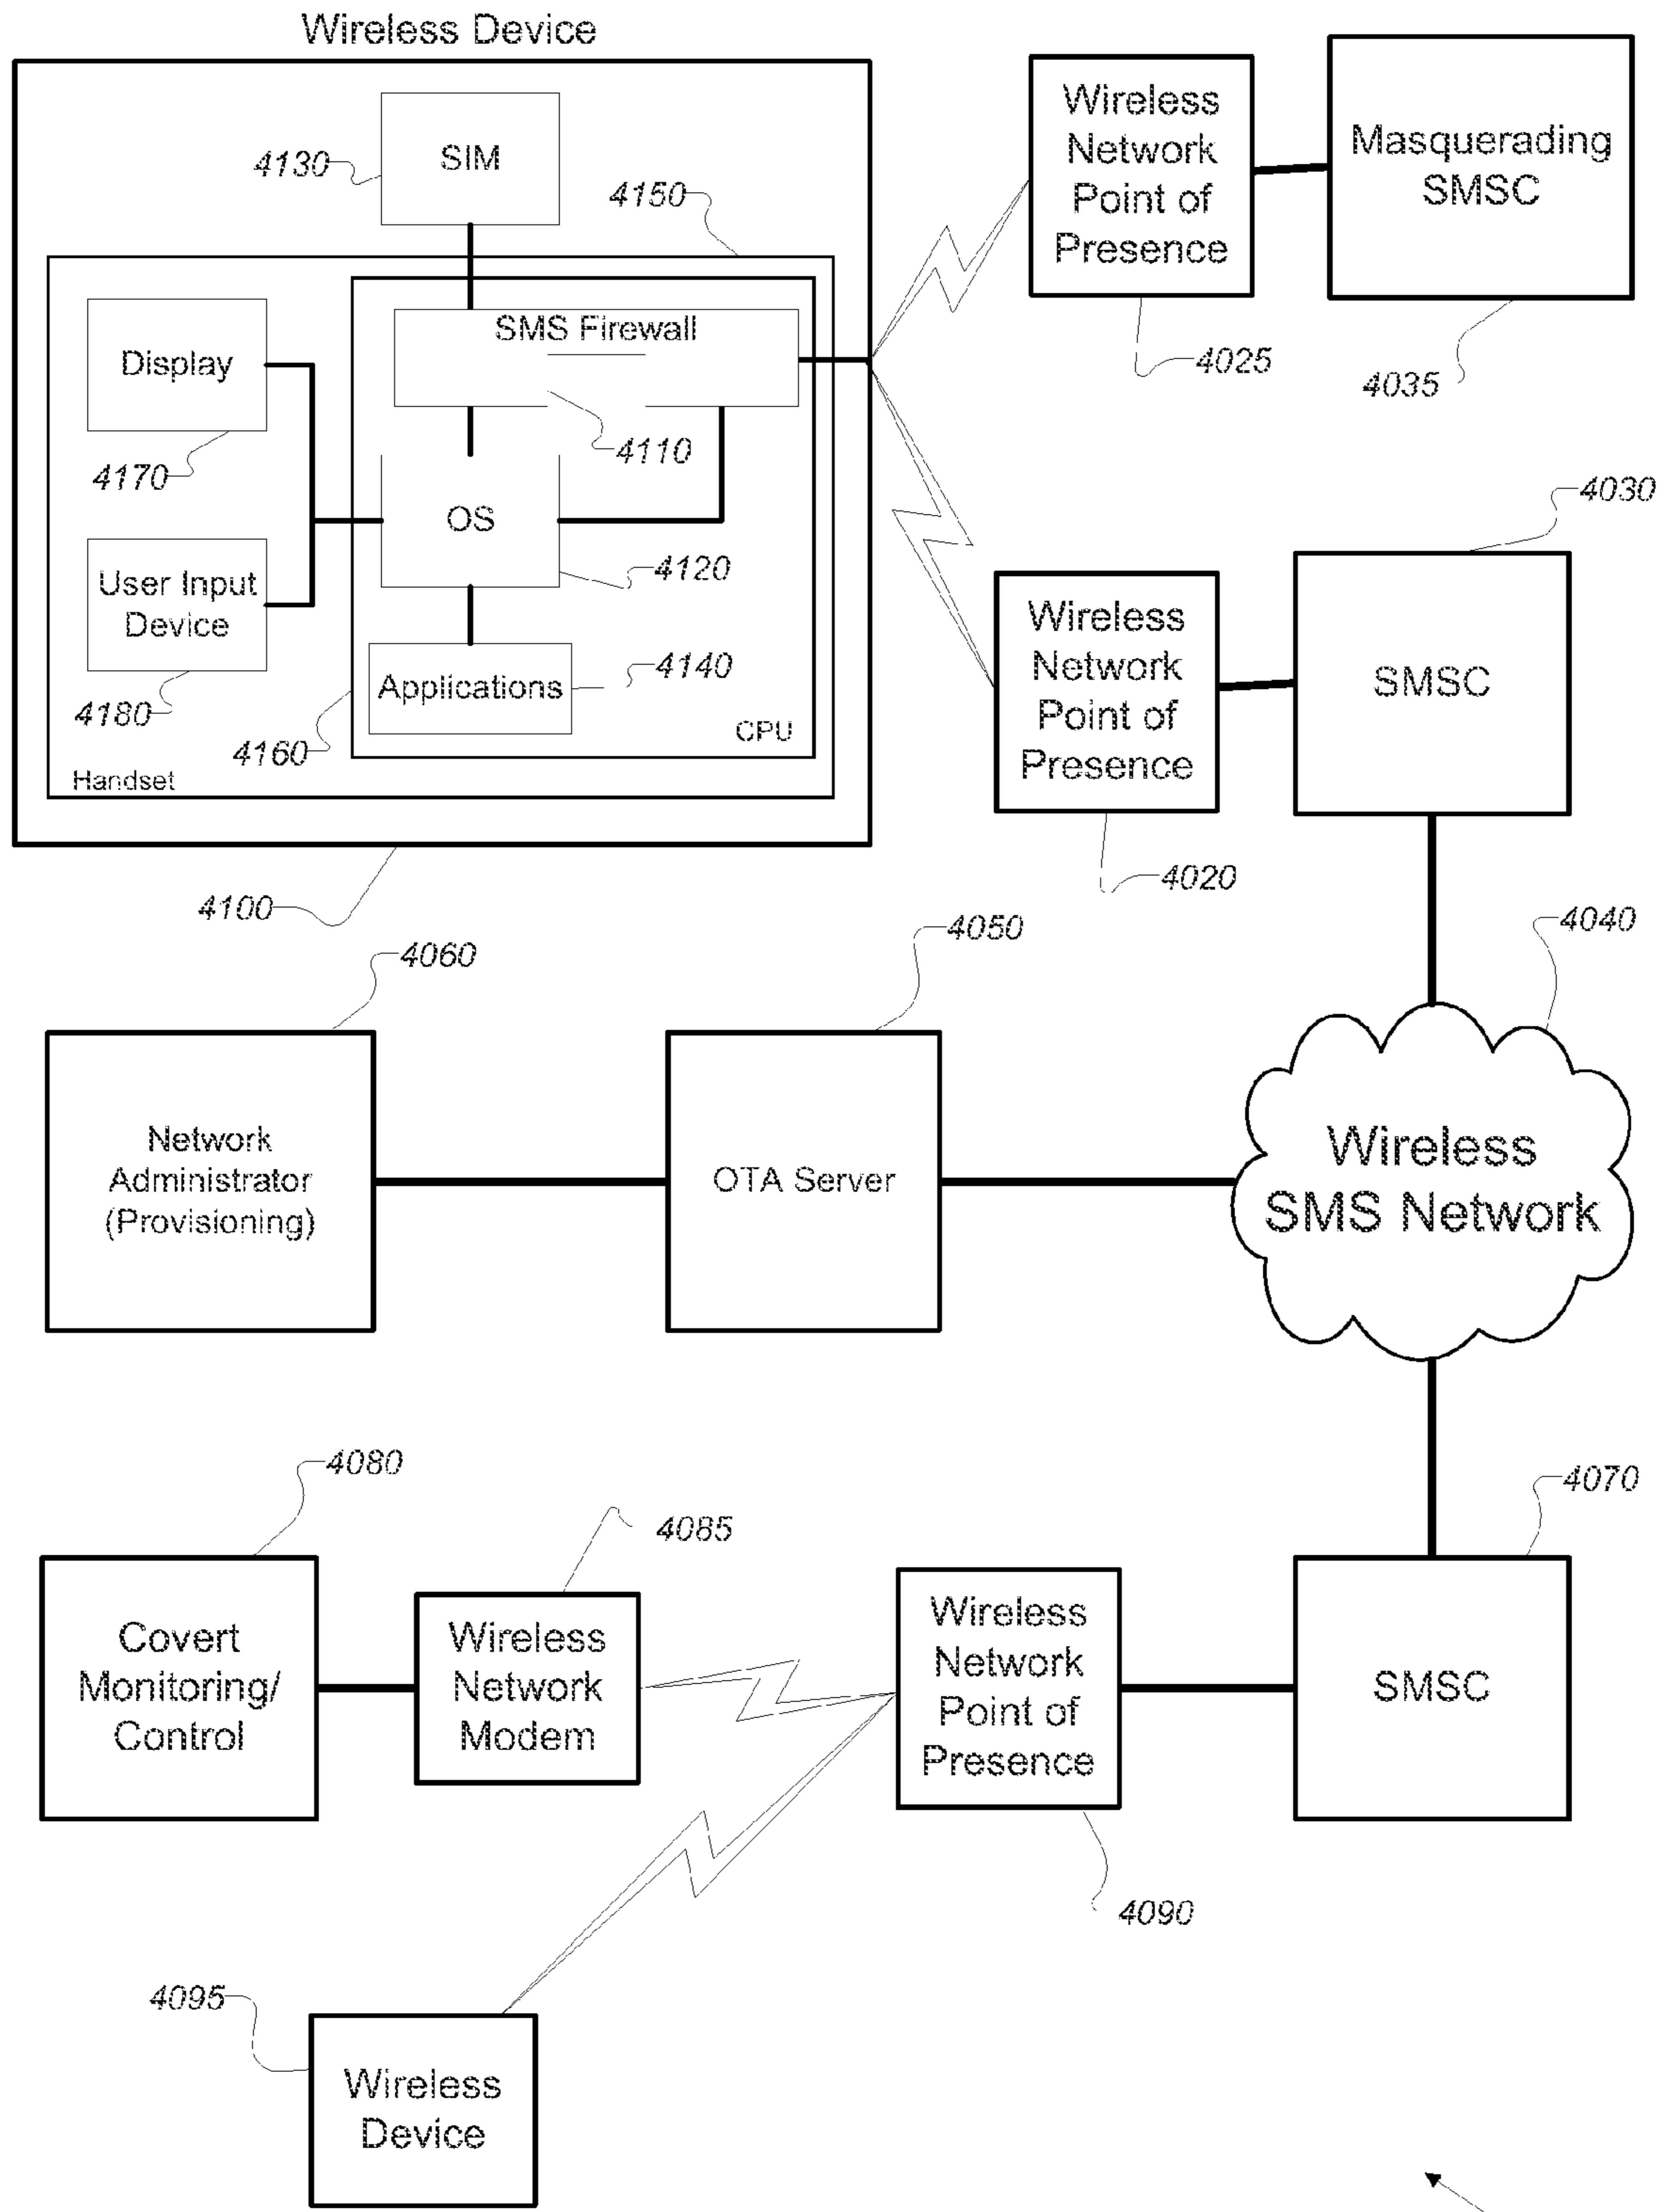 Wireless Device
SIM
4130
4150
SMS Firewall
Display
4110
4170
OS
4120
User Input
Device
4140
Applications
4180
4160
CPU
Handset
4100
Wireless
Network
Point of
Presence
4025
Masquerading
SMSC
4035
4030
Wireless
Network
Point of
Presence
SMSC
4020
4040
4060
4050
Network
Administrator
(Provisioning)
OTA Server
Wireless
SMS Network
4080
4085
4070
Covert
Monitoring/
Control
Wireless
Network
Modem
Wireless
Network
Point of
Presence
SMSC
4090
4095
Wireless
Device